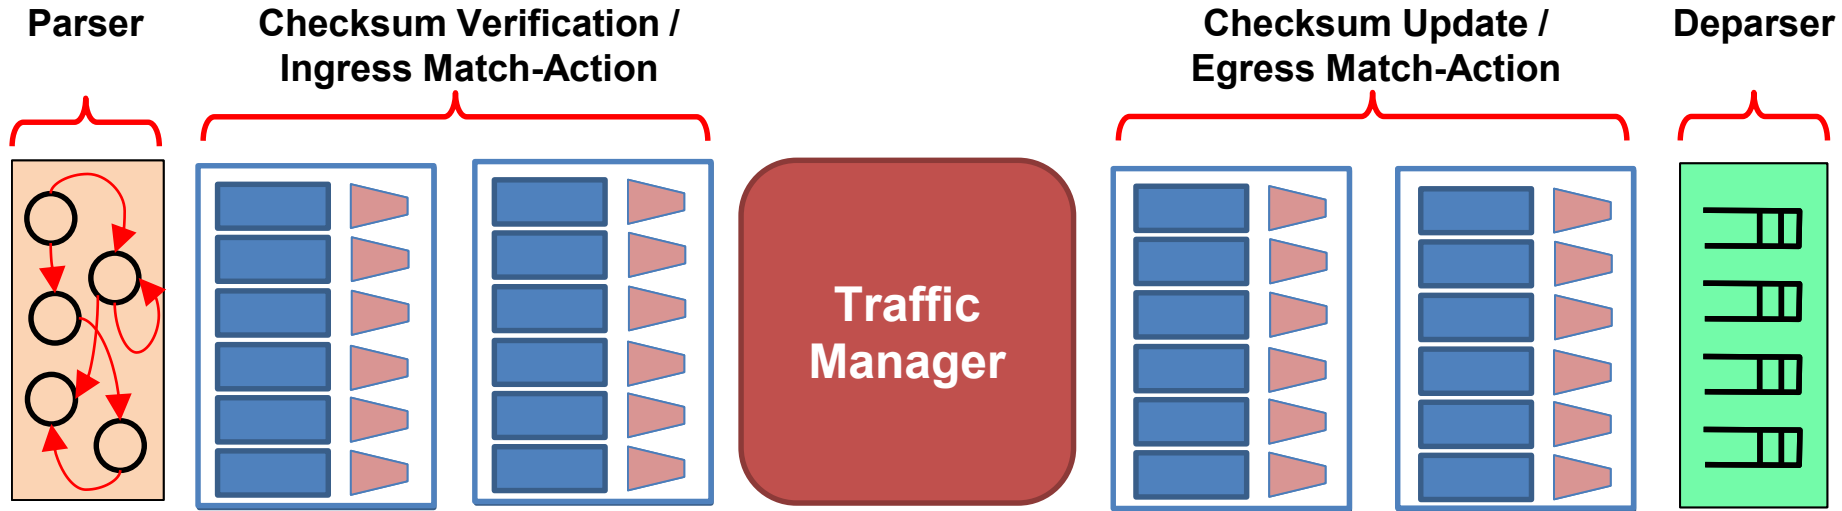 Parser
Checksum Verification /
Ingress Match-Action
Checksum Update /
Egress Match-Action
Deparser
Traffic
Manager